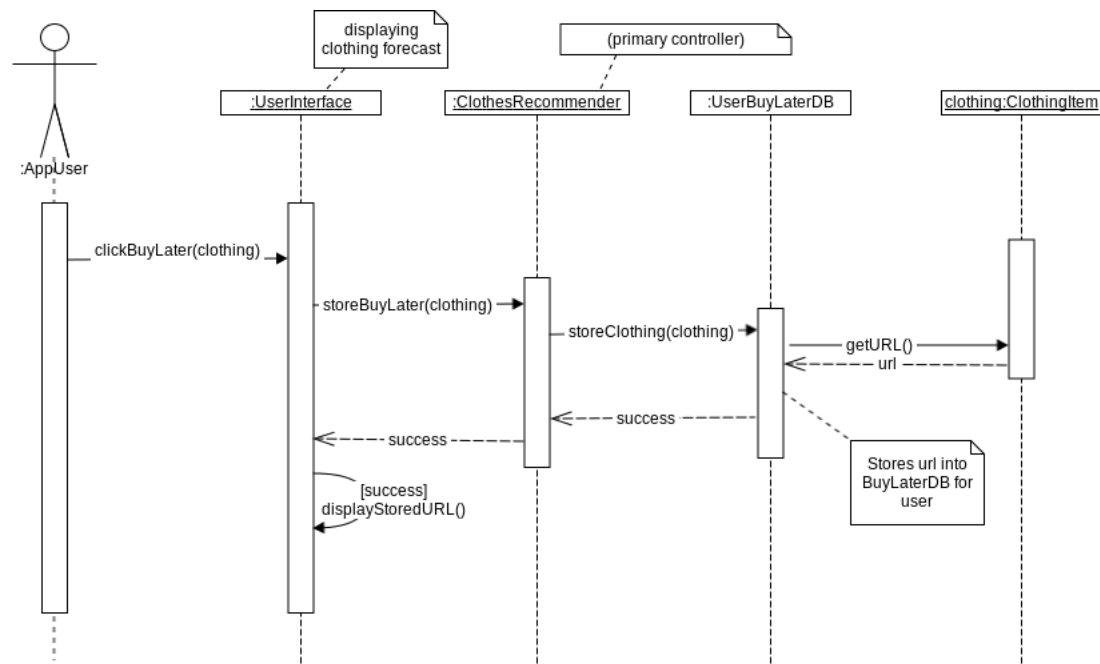 displaying
clothing forecast
(primary controller)
:UserInterface
:ClothesRecommender
:UserBuyLaterDB
clothing:ClothingItem
:AppUser
clickBuyLater(clothing)
storeBuyLater(clothing)
storeClothing(clothing)
getURL()
url
success
success
Stores url into
BuyLaterDB for
user
[success]
displayStoredURL()